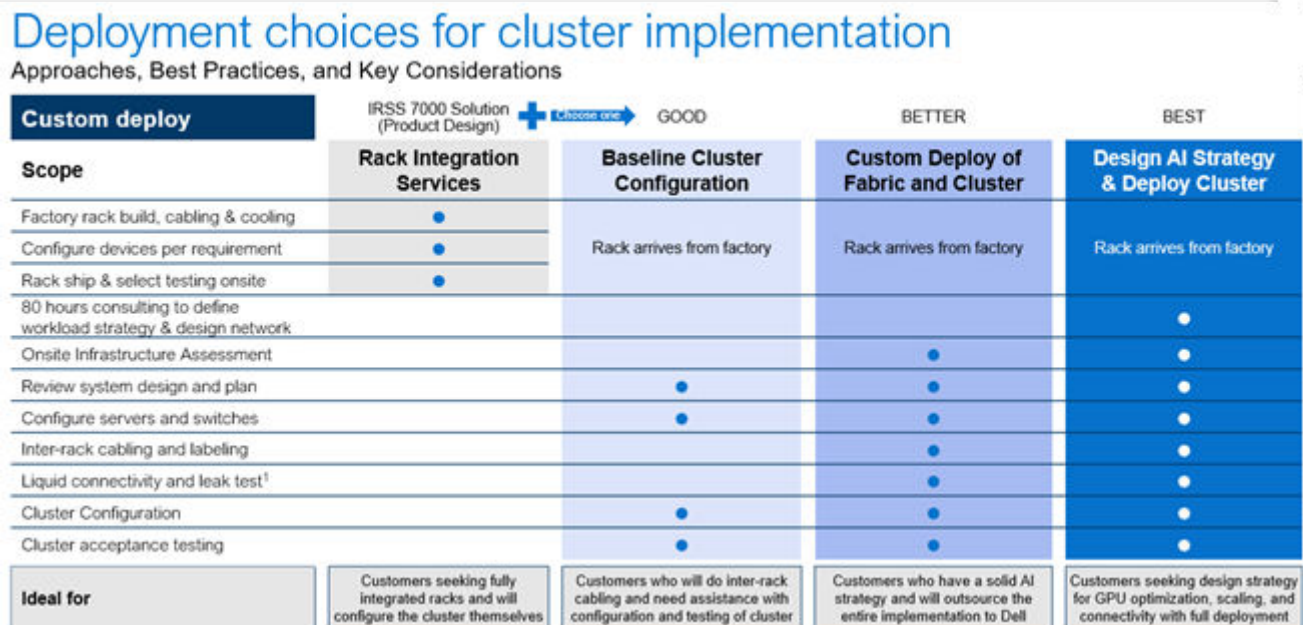 Deployment choices for cluster implementation
Approaches, Best Practices, and Key Considerations
Custom deploy
IRSS 7000 Solution
(Product Design)
Choose one
GOOD
BETTER
BEST
Scope
Rack Integration
Services
Baseline Cluster
Configuration
Custom Deploy of
Fabric and Cluster
Design AI Strategy
& Deploy Cluster
Factory rack build, cabling & cooling
Configure devices per requirement
Rack arrives from factory
Rack arrives from factory
Rack arrives from factory
Rack ship & select testing onsite
80 hours consulting to define
workload strategy & design network
Onsite Infrastructure Assessment
Review system design and plan
Configure servers and switches
Inter-rack cabling and labeling
Liquid connectivity and leak test¹
Cluster Configuration
Cluster acceptance testing
Ideal for
Customers seeking fully
integrated racks and will
configure the cluster themselves
Customers who will do inter-rack
cabling and need assistance with
configuration and testing of cluster
Customers who have a solid AI
strategy and will outsource the
entire implementation to Dell
Customers seeking design strategy
for GPU optimization, scaling, and
connectivity with full deployment